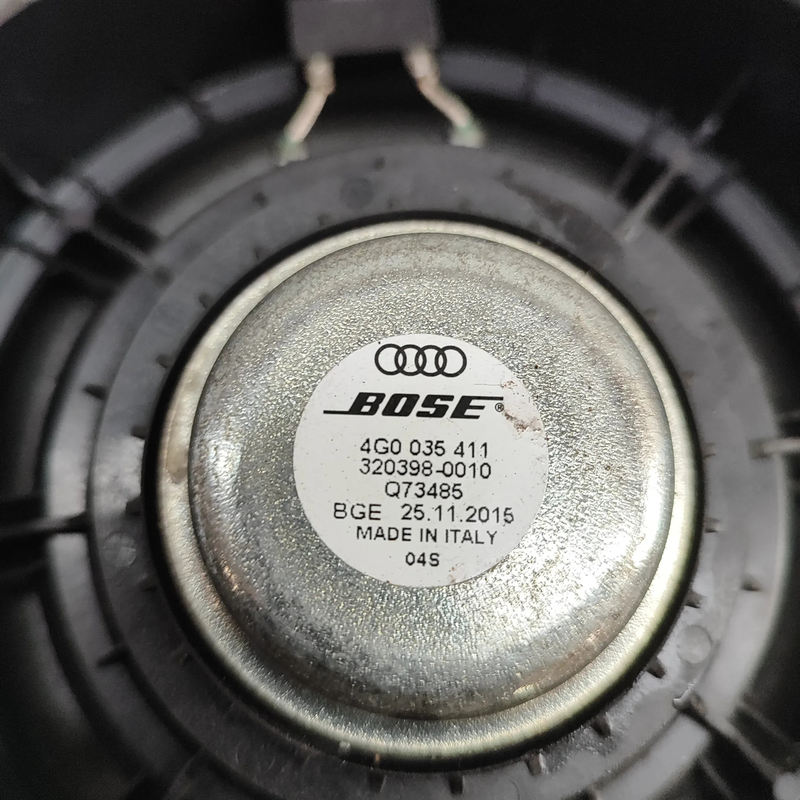 BOSE®
4G0 035 411
320398-0010
Q73485
BGE 25.11.2015
MADE IN ITALY
04S